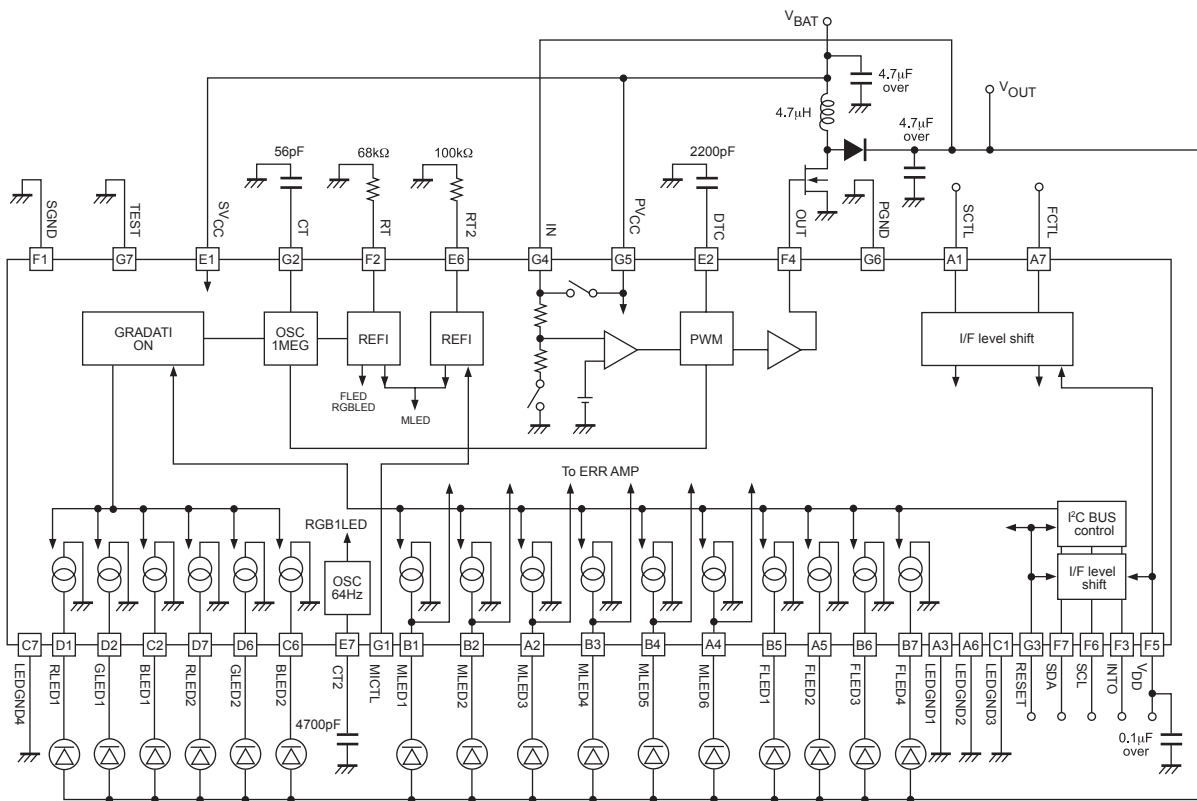 VBAT
4.7μF
over
VOUT
4.7μH
4.7μF
over
56pF
68kΩ
100kΩ
2200pF
SGND
TEST
SVCC
CT
RT
RT2
IN
PVCC
DTC
OUT
PGND
SCTL
FCTL
F1
G7
E1
G2
F2
E6
G4
G5
E2
F4
G6
A1
A7
GRADATI
ON
OSC
1MEG
REFI
REFI
PWM
I/F level shift
FLED
RGBLED
MLED
To ERR AMP
RGB1LED
I²C BUS
control
OSC
64Hz
I/F level
shift
C7
D1
D2
C2
D7
D6
C6
E7
G1
B1
B2
A2
B3
B4
A4
B5
A5
B6
B7
A3
A6
C1
G3
F7
F6
F3
F5
LEDGND4
RLED1
GLED1
BLED1
RLED2
GLED2
BLED2
CT2
MICTL
MLED1
MLED2
MLED3
MLED4
MLED5
MLED6
FLED1
FLED2
FLED3
FLED4
LEDGND1
LEDGND2
LEDGND3
RESET
SDA
SCL
INTO
VDD
4700pF
0.1μF
over